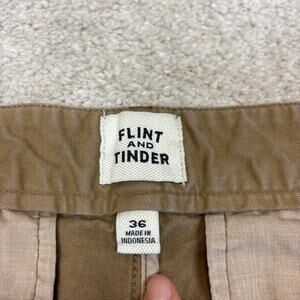 FLINT
AND
TINDER
36
MADE IN
INDONESIA